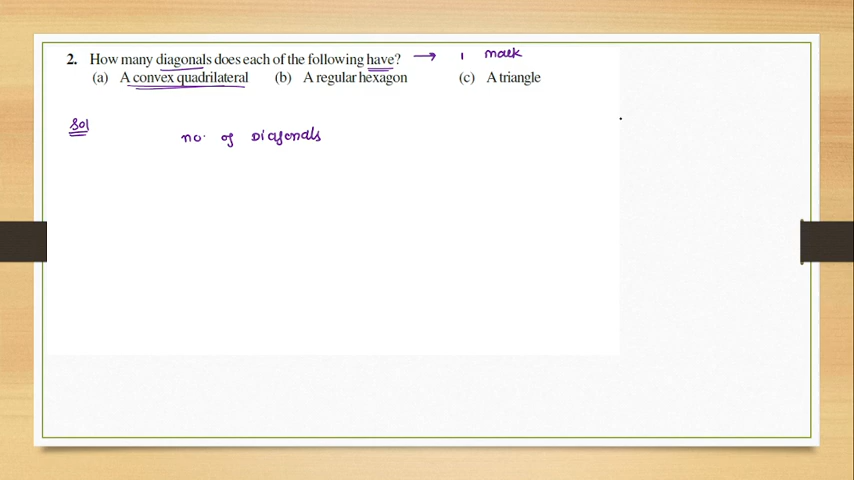 2. How many diagonals does each of the following have? → 1 mark
(a) A convex quadrilateral (b) A regular hexagon (c) A triangle
Sol
no. of Diagonals